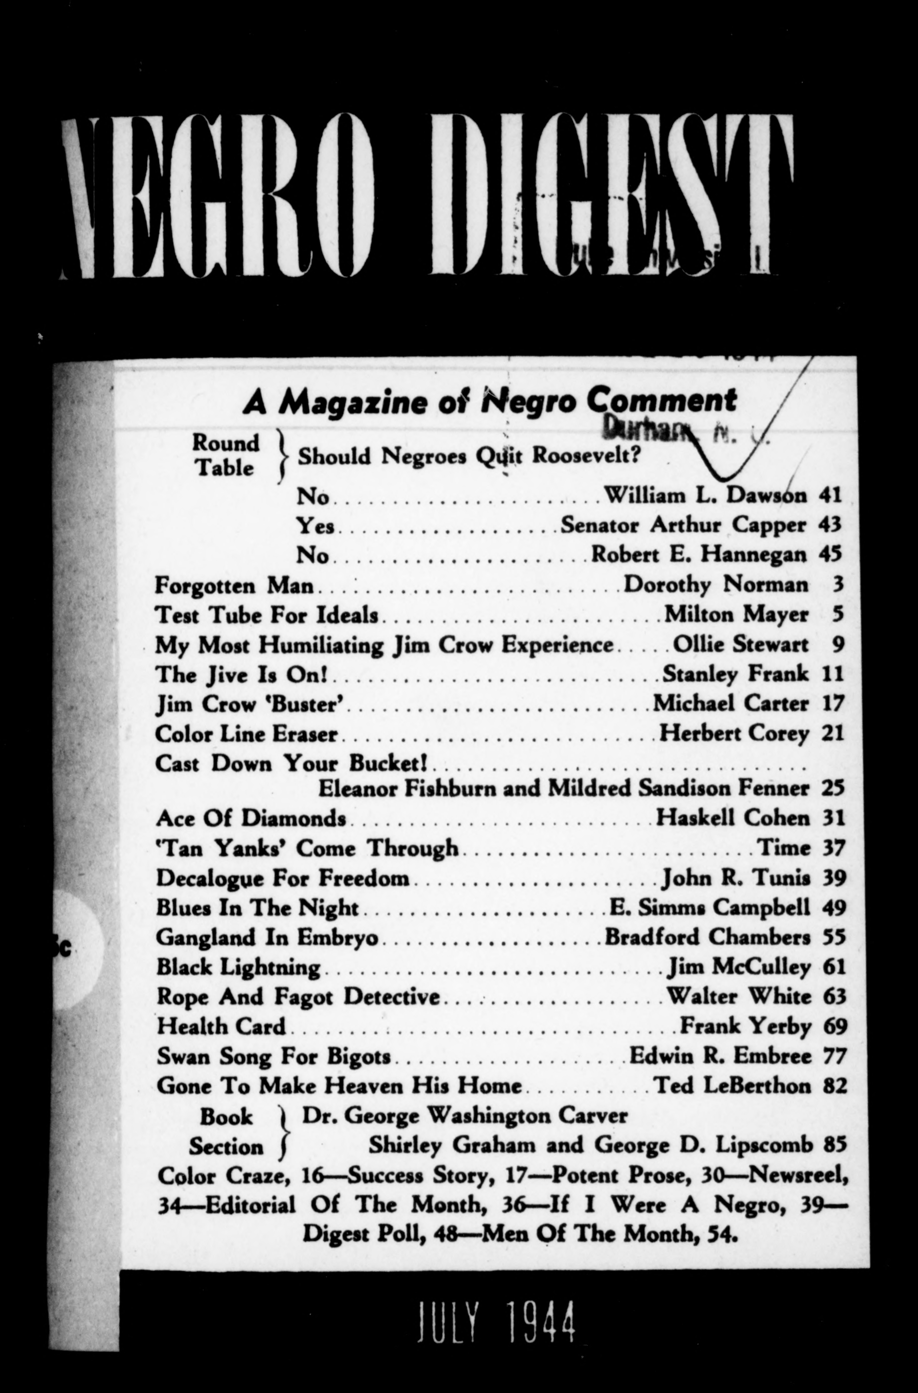 NEGRO DIGEST
A Magazine of Negro Comment
Durham, N. C.
Round Table } Should Negroes Quit Roosevelt?
No........................William L. Dawson 41
Yes....................Senator Arthur Capper 43
No.......................Robert E. Hannegan 45
Forgotten Man..........................Dorothy Norman 3
Test Tube For Ideals........................Milton Mayer 5
My Most Humiliating Jim Crow Experience.....Ollie Stewart 9
The Jive Is On!............................Stanley Frank 11
Jim Crow 'Buster'..........................Michael Carter 17
Color Line Eraser...........................Herbert Corey 21
Cast Down Your Bucket!.................................
Eleanor Fishburn and Mildred Sandison Fenner 25
Ace Of Diamonds..........................Haskell Cohen 31
'Tan Yanks' Come Through.........................Time 37
Decalogue For Freedom.....................John R. Tunis 39
Blues In The Night.....................E. Simms Campbell 49
Gangland In Embryo...................Bradford Chambers 55
Black Lightning.............................Jim McCulley 61
Rope And Fagot Detective...................Walter White 63
Health Card..................................Frank Yerby 69
Swan Song For Bigots....................Edwin R. Embree 77
Gone To Make Heaven His Home...........Ted LeBerthon 82
Book Section } Dr. George Washington Carver
Shirley Graham and George D. Lipscomb 85
Color Craze, 16—Success Story, 17—Potent Prose, 30—Newsreel,
34—Editorial Of The Month, 36—If I Were A Negro, 39—
Digest Poll, 48—Men Of The Month, 54.
JULY 1944